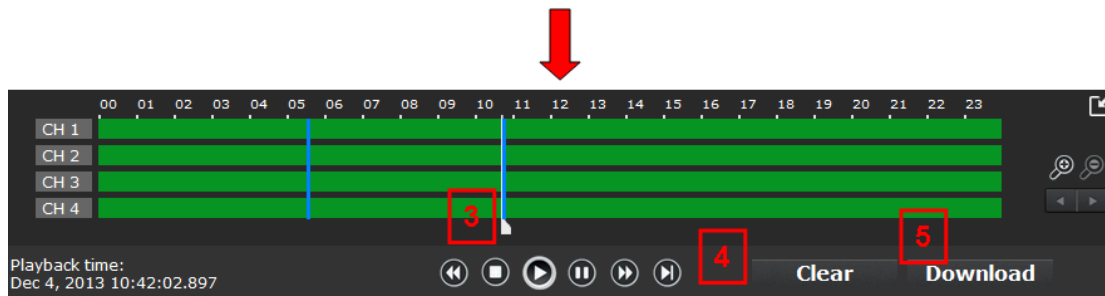 00 01 02 03 04 05 06 07 08 09 10 11 12 13 14 15 16 17 18 19 20 21 22 23
CH 1
CH 2
CH 3
CH 4
3
4
5
Playback time:
Dec 4, 2013 10:42:02.897
Clear
Download